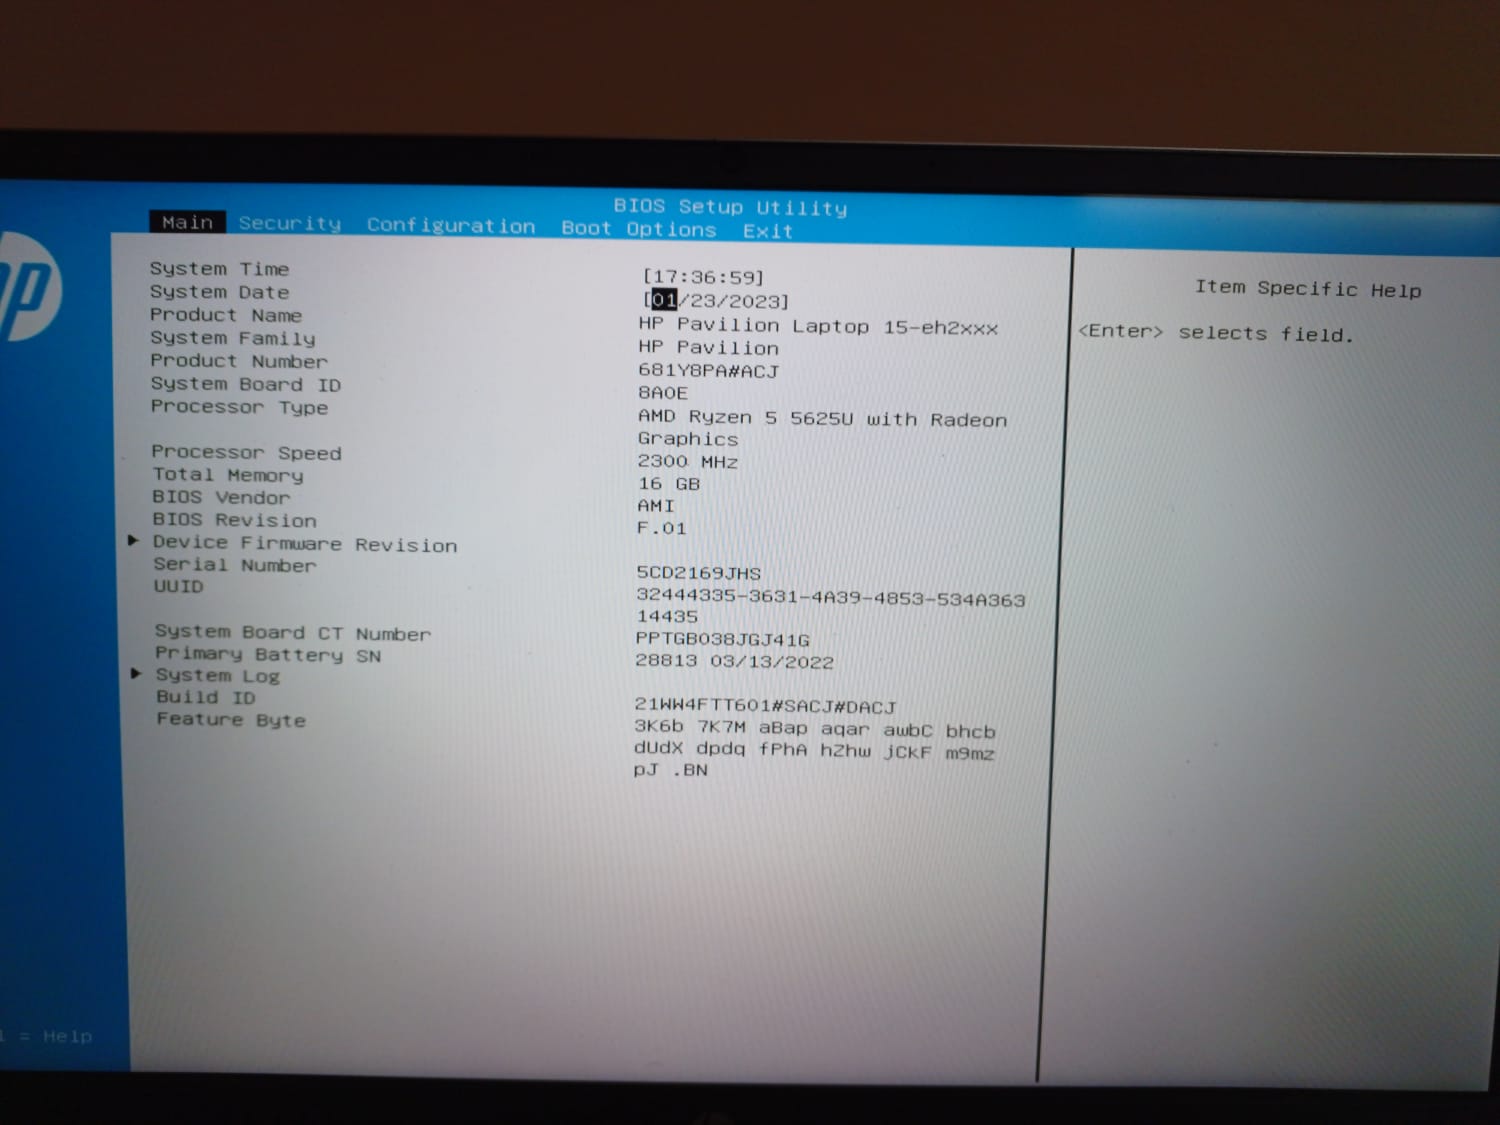 BIOS Setup Utility
Main Security Configuration Boot Options Exit
hp
System Time [17:36:59]
System Date [01/23/2023]
Product Name HP Pavilion Laptop 15-eh2xxx
System Family HP Pavilion
Product Number 681Y8PA#ACJ
System Board ID 8A0E
Processor Type AMD Ryzen 5 5625U with Radeon
Graphics
Processor Speed 2300 MHz
Total Memory 16 GB
BIOS Vendor AMI
BIOS Revision F.01
Device Firmware Revision
Serial Number 5CD2169JHS
UUID 32444335-3631-4A39-4853-534A363
14435
System Board CT Number PPTGB038JGJ41G
Primary Battery SN 28813 03/13/2022
System Log
Build ID 21WW4FTT601#SACJ#DACJ
Feature Byte 3K6b 7K7M aBap aqar awbC bhcb
dUdX dpdq fPhA hZhw jCkF m9mz
pJ .BN
Item Specific Help
<Enter> selects field.
= Help